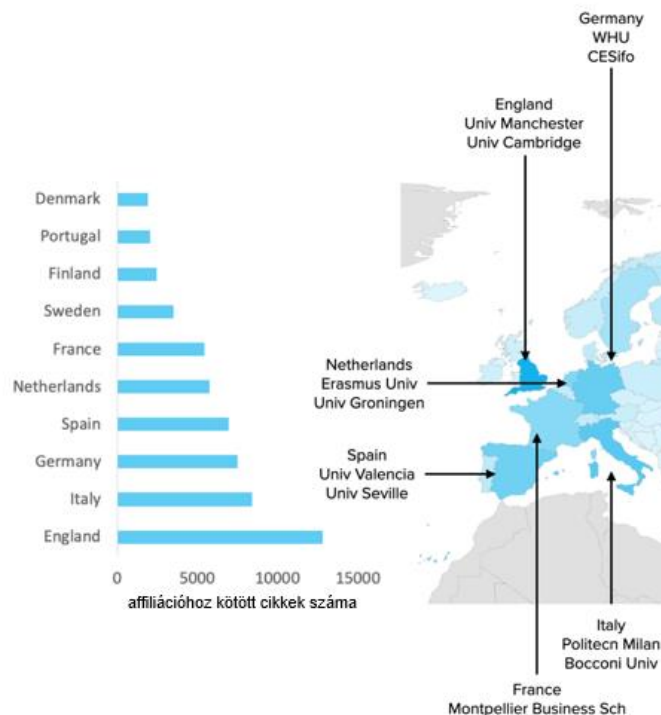 Germany
WHU
CESifo
England
Univ Manchester
Univ Cambridge
Denmark
Portugal
Finland
Sweden
France
Netherlands
Spain
Germany
Italy
England
0 5000 10000 15000
affiliációhoz kötött cikkek száma
Netherlands
Erasmus Univ
Univ Groningen
Spain
Univ Valencia
Univ Seville
Italy
Politecn Milan
Bocconi Univ
France
Montpellier Business Sch